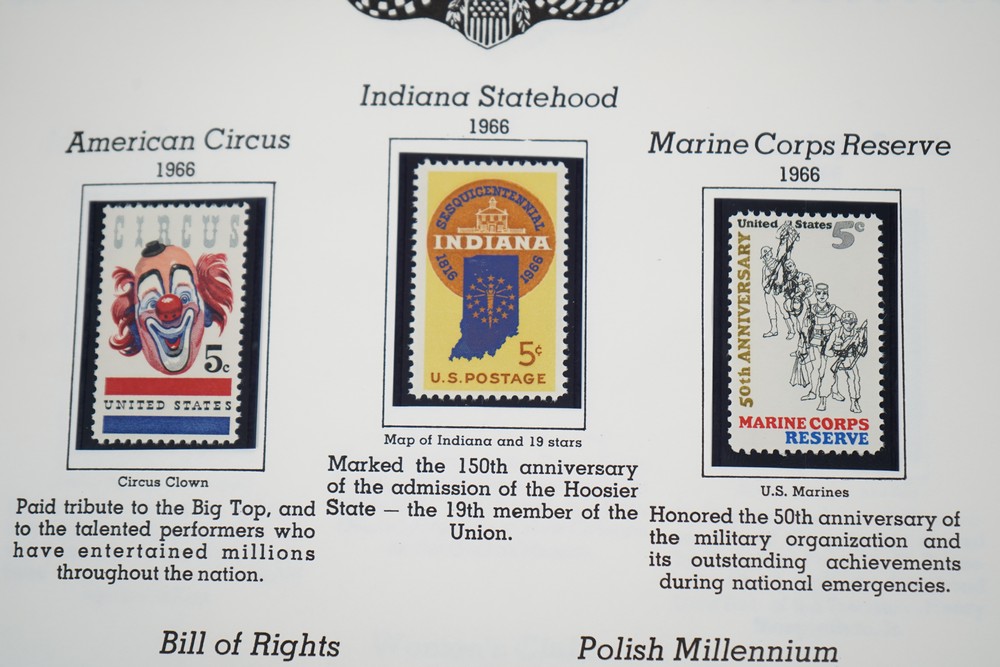 Indiana Statehood
1966
American Circus
1966
CIRCUS
5c
UNITED STATES
Circus Clown
Paid tribute to the Big Top, and
to the talented performers who
have entertained millions
throughout the nation.
SESQUICENTENNIAL
INDIANA
1816 1966
5¢
U.S. POSTAGE
Map of Indiana and 19 stars
Marked the 150th anniversary
of the admission of the Hoosier
State — the 19th member of the
Union.
Marine Corps Reserve
1966
United States 5c
50th ANNIVERSARY
MARINE CORPS
RESERVE
U.S. Marines
Honored the 50th anniversary of
the military organization and
its outstanding achievements
during national emergencies.
Bill of Rights
Polish Millennium